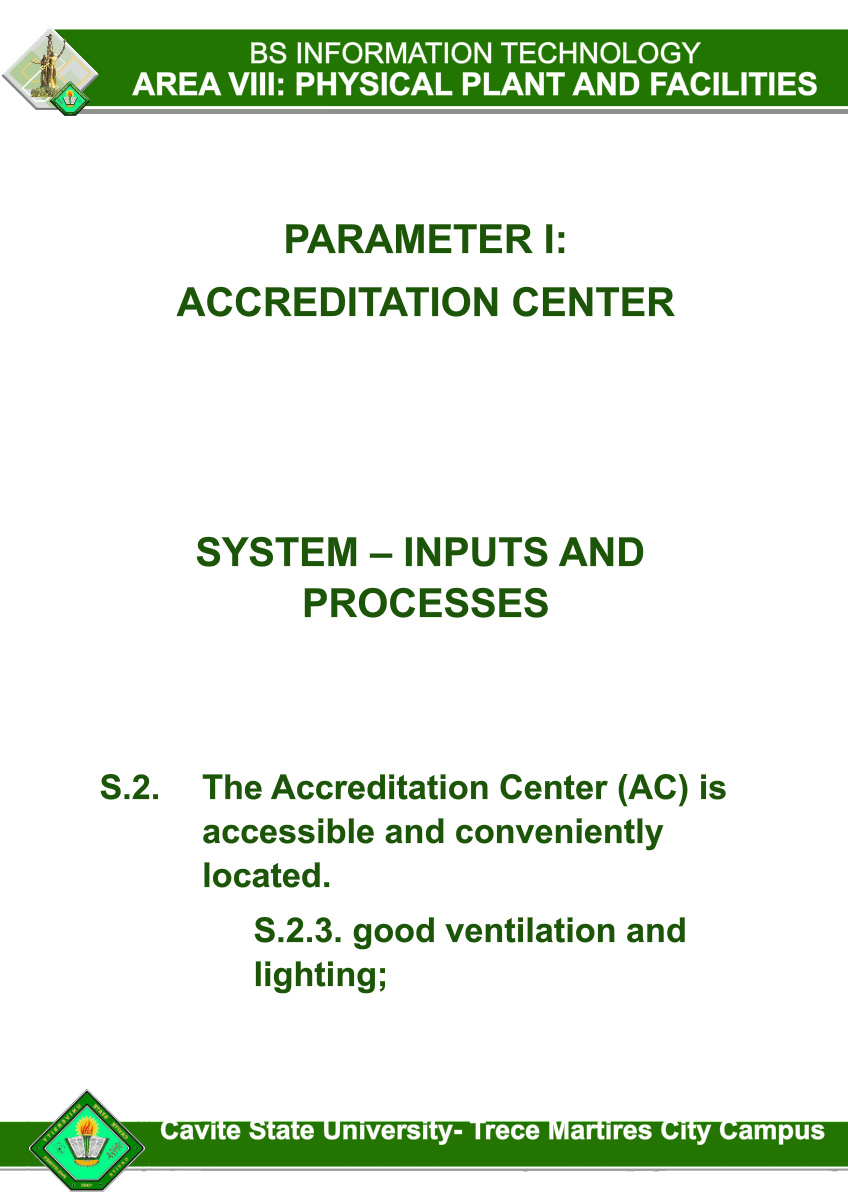 BS INFORMATION TECHNOLOGY
AREA VIII: PHYSICAL PLANT AND FACILITIES
PARAMETER I:
ACCREDITATION CENTER
SYSTEM – INPUTS AND
PROCESSES
S.2. The Accreditation Center (AC) is
accessible and conveniently
located.
S.2.3. good ventilation and
lighting;
Cavite State University- Trece Martires City Campus